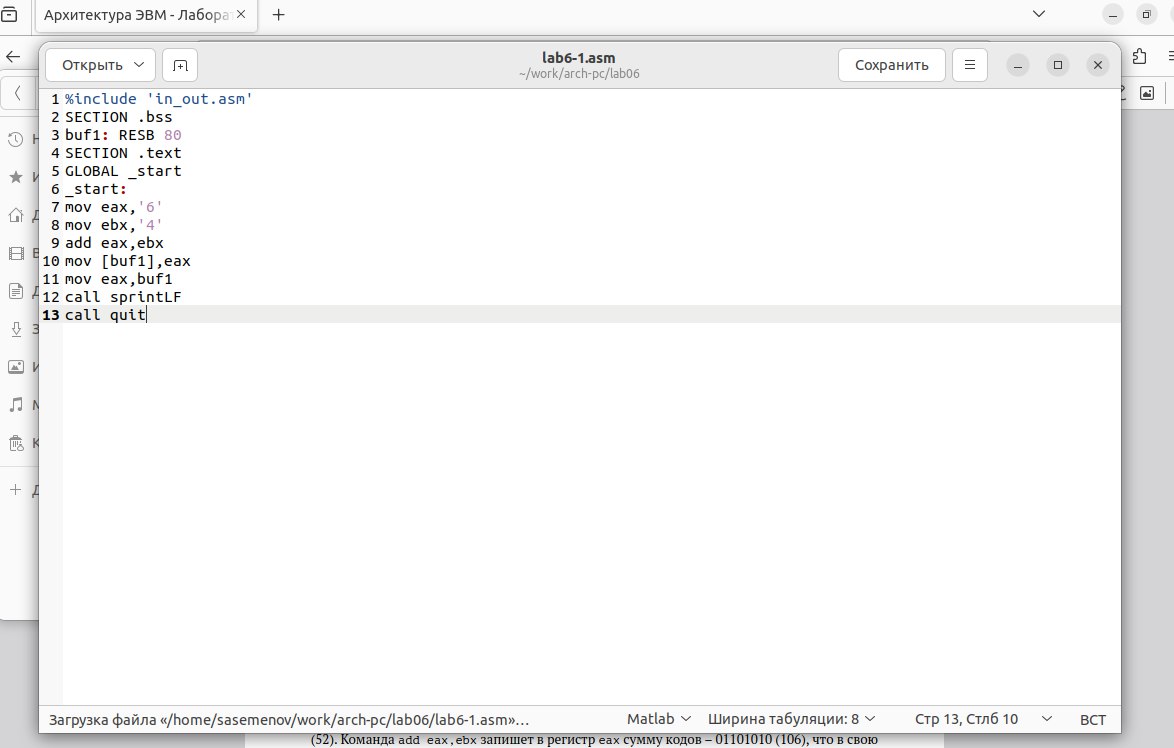 Архитектура ЭВМ - Лабора
Открыть
lab6-1.asm
~/work/arch-pc/lab06
Сохранить
1 %include 'in_out.asm'
2 SECTION .bss
3 buf1: RESB 80
4 SECTION .text
5 GLOBAL _start
6 _start:
7 mov eax,'6'
8 mov ebx,'4'
9 add eax,ebx
10 mov [buf1],eax
11 mov eax,buf1
12 call sprintLF
13 call quit
Загрузка файла «/home/sasemenov/work/arch-pc/lab06/lab6-1.asm»…
Matlab
Ширина табуляции: 8
Стр 13, Стлб 10
ВСТ
(52). Команда add eax,ebx запишет в регистр eax сумму кодов – 01101010 (106), что в свою